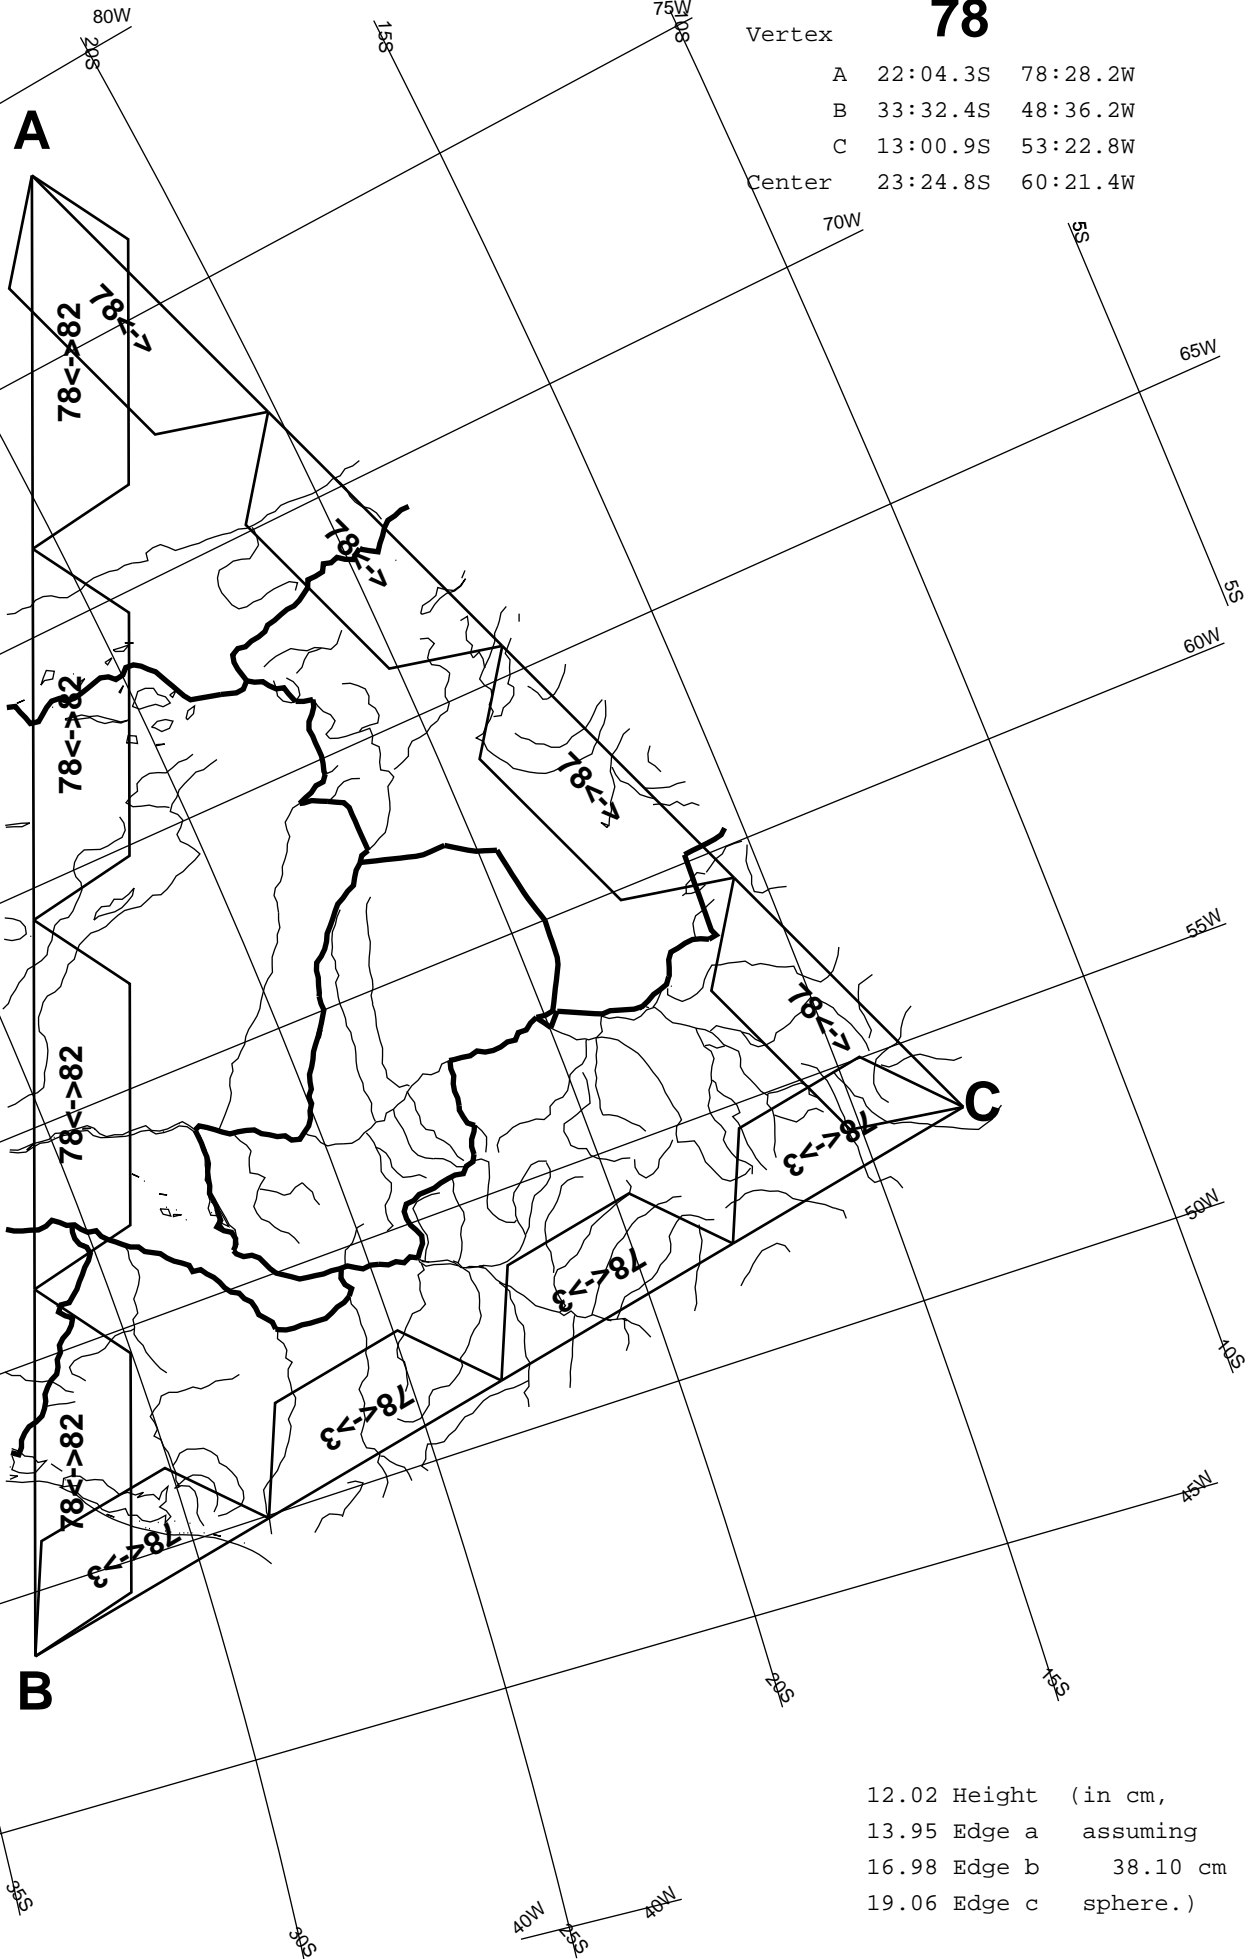 80W
75W
20S
15S
10S
78
Vertex
A 22:04.3S 78:28.2W
B 33:32.4S 48:36.2W
C 13:00.9S 53:22.8W
Center 23:24.8S 60:21.4W
A
70W
5S
78<->82
78<->
65W
78<->
5S
60W
78<->82
78<->
55W
78<->
78<->82
C
78<->3
50W
78<->3
10S
78<->3
78<->82
45W
78<->3
B
20S
15S
12.02 Height (in cm,
13.95 Edge a assuming
16.98 Edge b 38.10 cm
19.06 Edge c sphere.)
35S
40W
40W
30S
25S